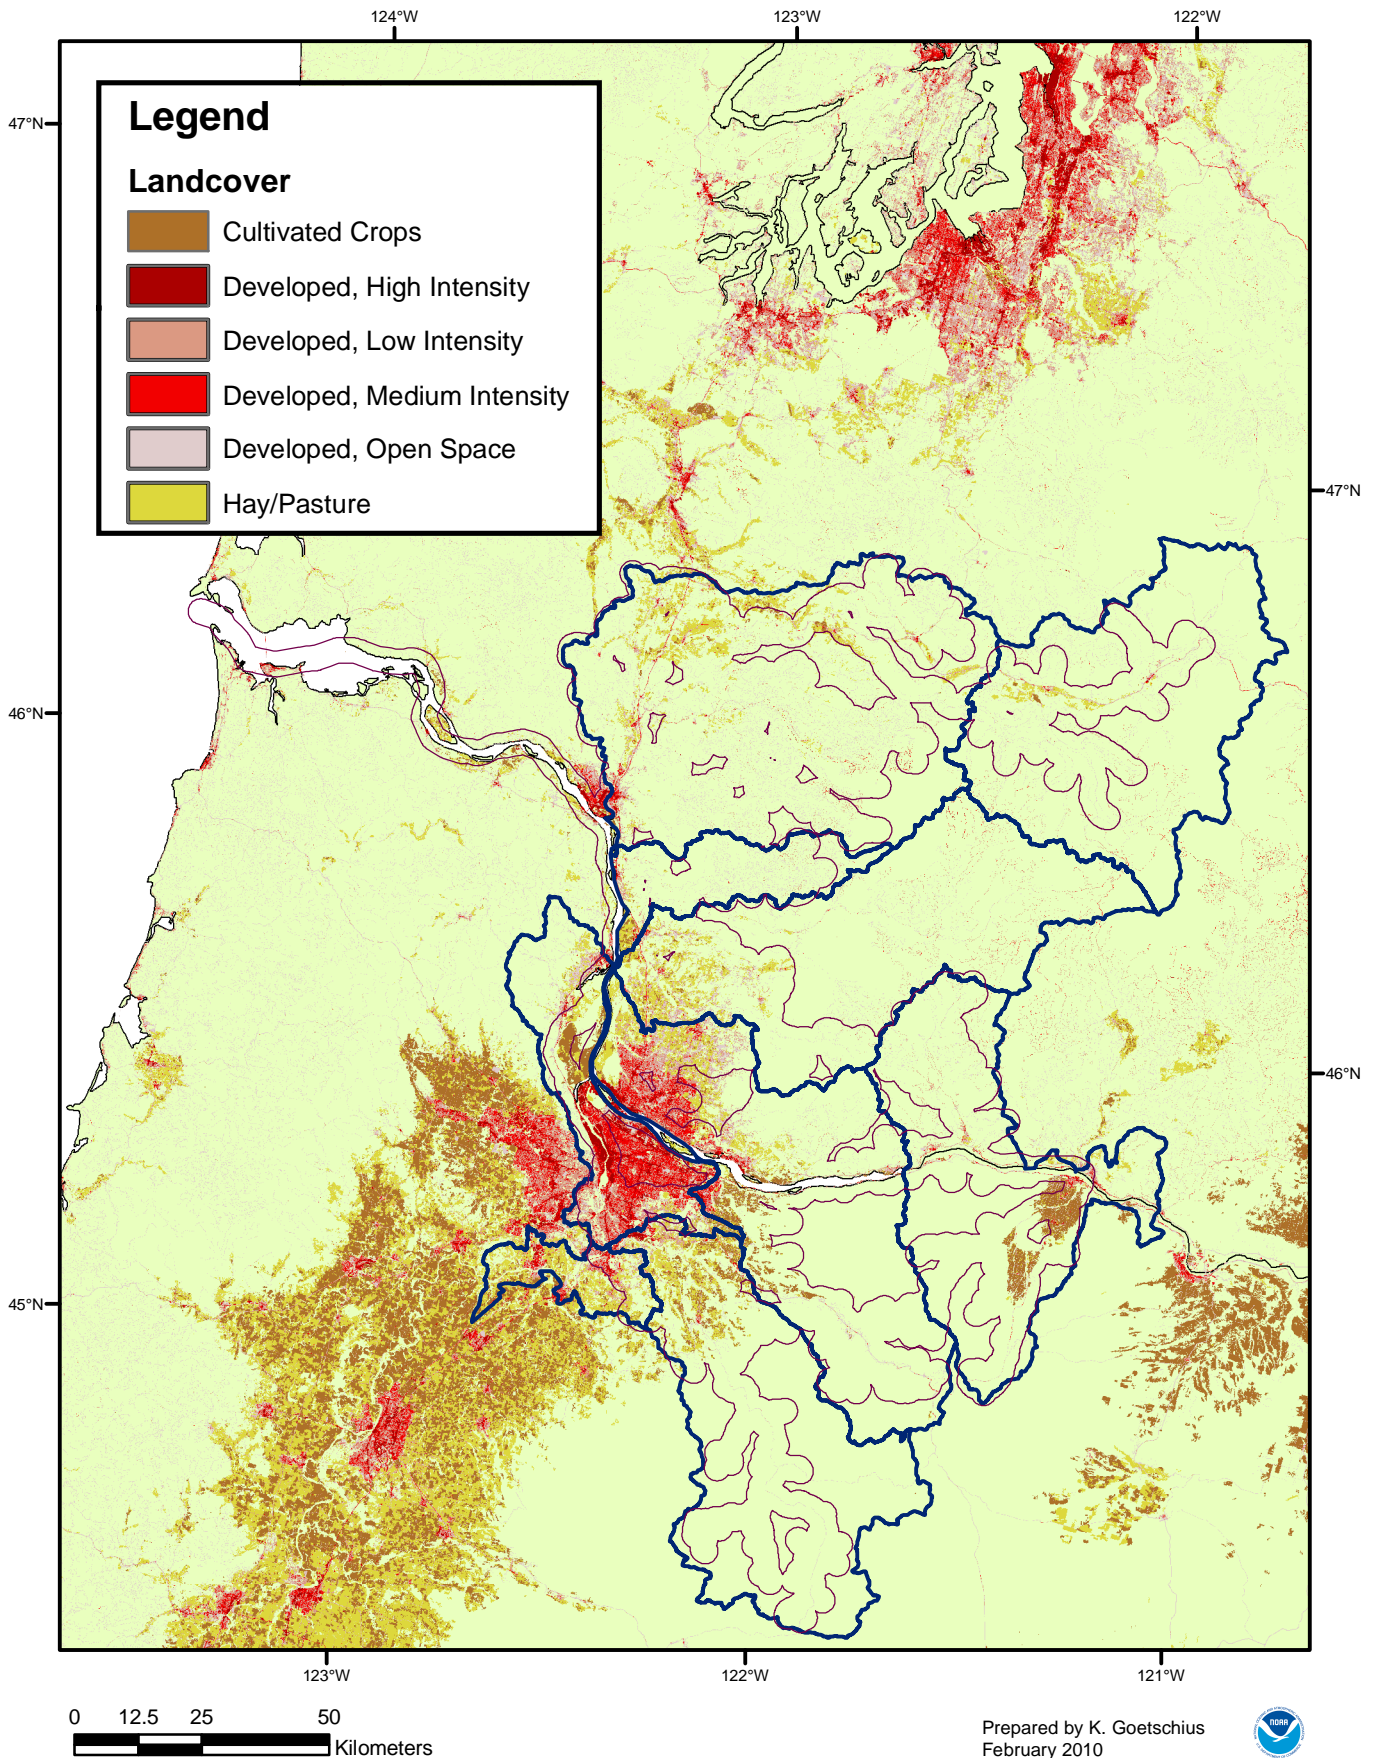 124°W 123°W 122°W
47°N
Legend
Landcover
Cultivated Crops
Developed, High Intensity
Developed, Low Intensity
Developed, Medium Intensity
Developed, Open Space
Hay/Pasture
47°N
46°N
46°N
45°N
123°W 122°W 121°W
0 12.5 25 50
Kilometers
Prepared by K. Goetschius
February 2010
NOAA